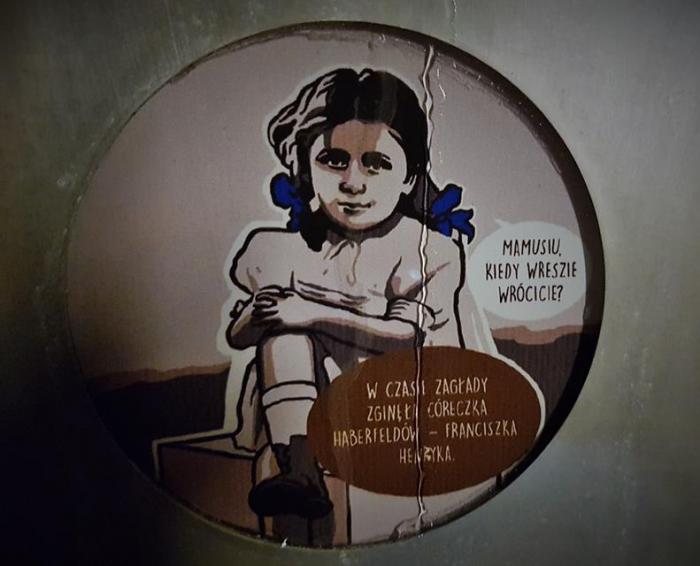 MAMUSIU,
KIEDY WRESZIE
WRÓCICIE?
W CZASIE ZAGŁADY
ZGINĘŁA CÓRECZKA
HABERFELDÓW – FRANCISZKA
HENRYKA.